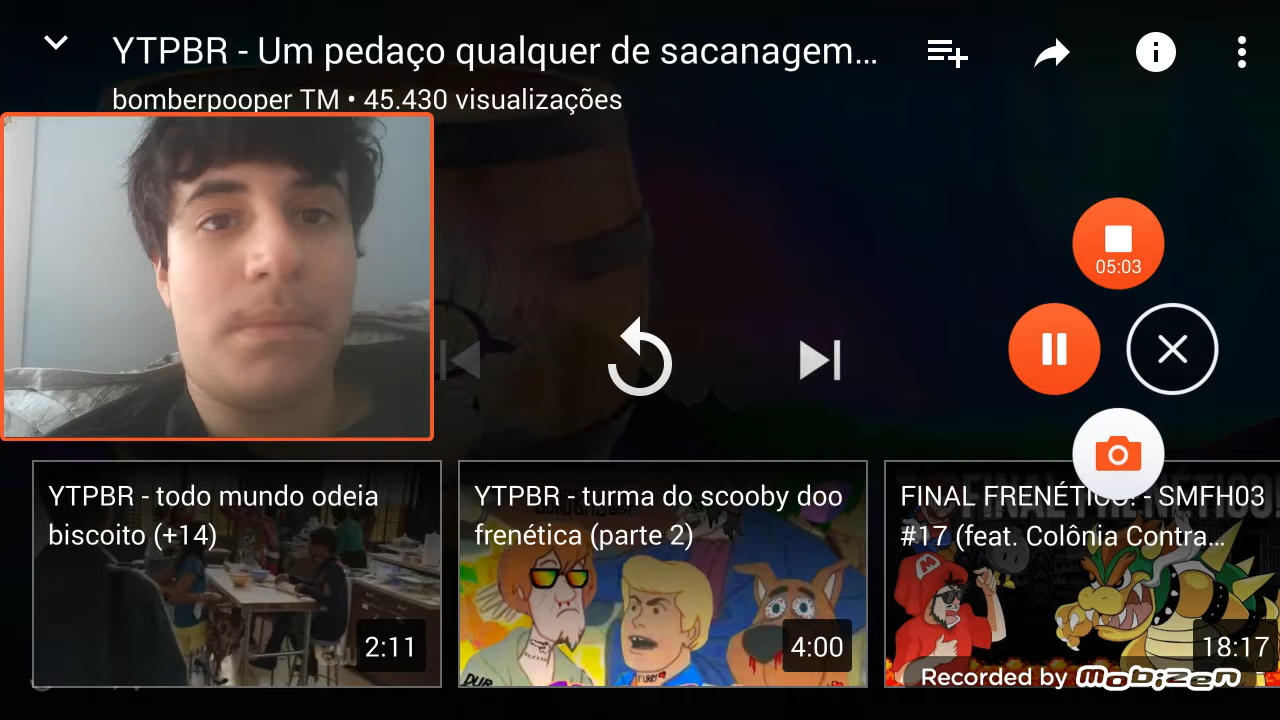 YTPBR - Um pedaço qualquer de sacanagem...
bomberpooper TM • 45.430 visualizações
05:03
YTPBR - todo mundo odeia
biscoito (+14)
2:11
YTPBR - turma do scooby doo
frenética (parte 2)
4:00
FINAL FRENÉTICO! - SMFH03
#17 (feat. Colônia Contra...
18:17
Recorded by mobizen